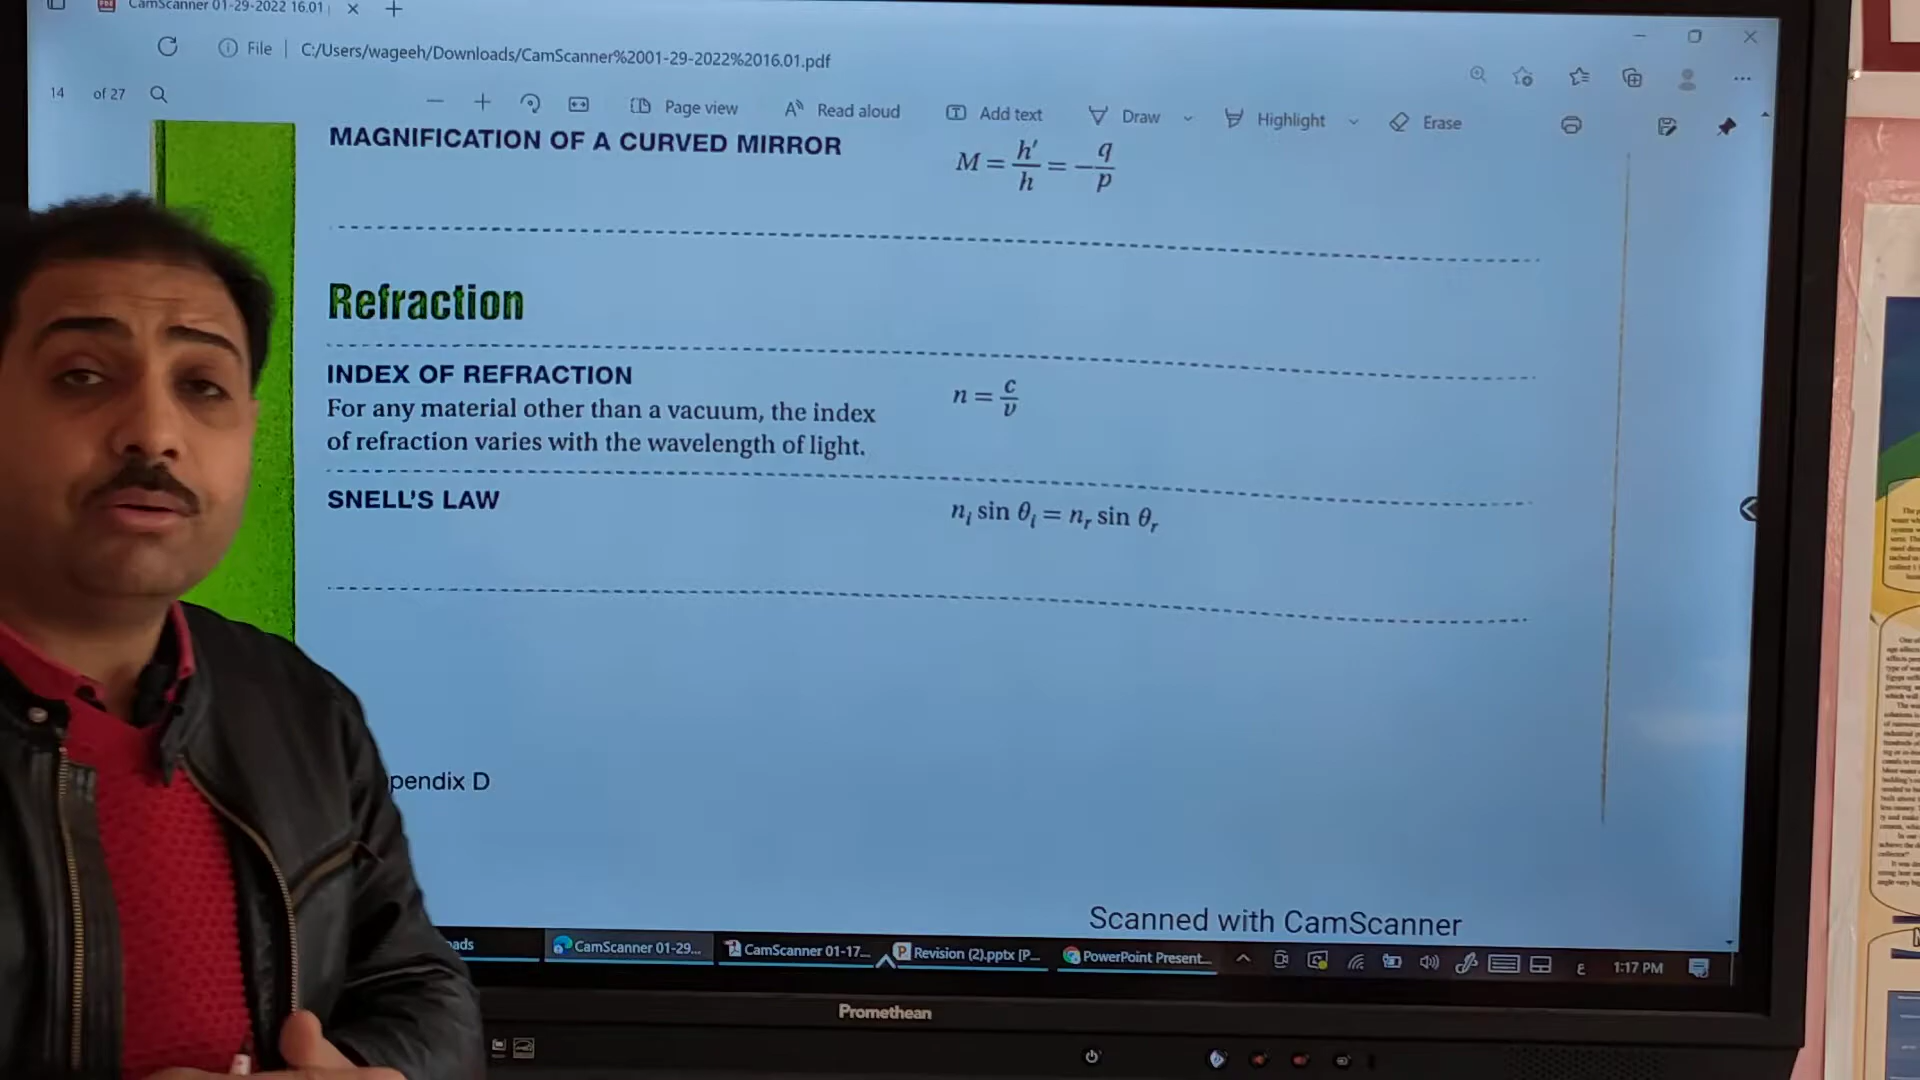 CamScanner 01-29-2022 16.01
File
C:/Users/wageeh/Downloads/CamScanner%2001-29-2022%2016.01.pdf
14 of 27
Page view
Read aloud
Add text
Draw
Highlight
Erase
MAGNIFICATION OF A CURVED MIRROR
M = h′/h = −q/p
Refraction
INDEX OF REFRACTION
n = c/v
For any material other than a vacuum, the index
of refraction varies with the wavelength of light.
SNELL'S LAW
nᵢ sin θᵢ = nᵣ sin θᵣ
pendix D
Scanned with CamScanner
ads
CamScanner 01-29...
CamScanner 01-17...
Revision (2).pptx [P...
PowerPoint Present...
ع
1:17 PM
Promethean